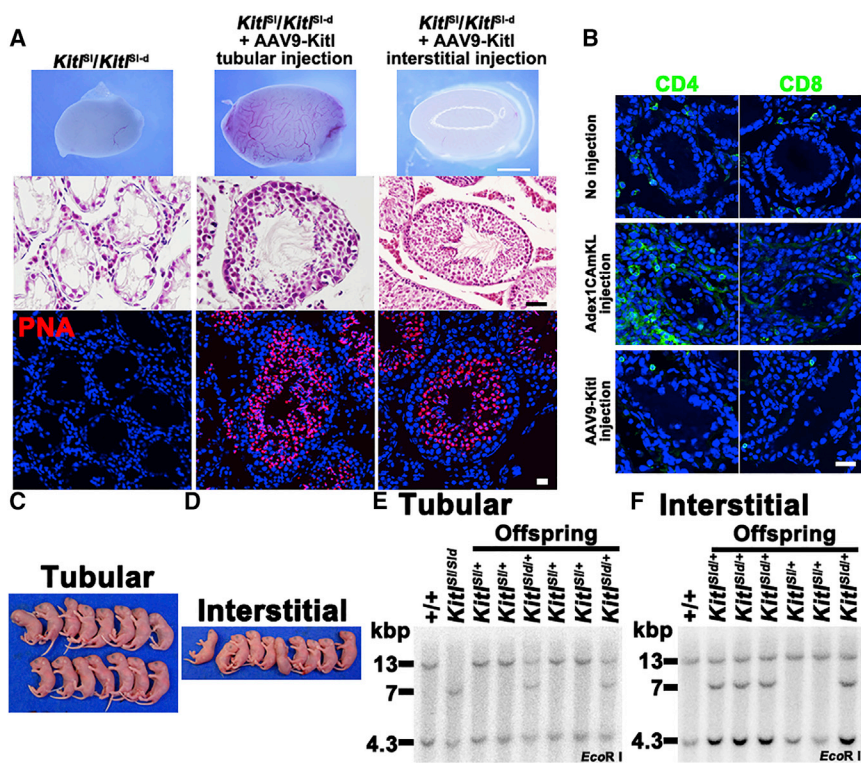 A
Kitl^Sl/Kitl^Sl-d
Kitl^Sl/Kitl^Sl-d
+ AAV9-Kitl
tubular injection
Kitl^Sl/Kitl^Sl-d
+ AAV9-Kitl
interstitial injection
PNA
B
CD4
CD8
No injection
Adex1CAmKL
injection
AAV9-Kitl
injection
C
Tubular
D
Interstitial
E
Tubular
Offspring
+/+
Kitl^Sl/Sld
Kitl^Sl/+
Kitl^Sl/+
Kitl^Sld/+
Kitl^Sl/+
Kitl^Sl/+
Kitl^Sld/+
kbp
13
7
4.3
EcoR I
F
Interstitial
Offspring
+/+
Kitl^Sld/+
Kitl^Sld/+
Kitl^Sld/+
Kitl^Sl/+
Kitl^Sl/+
Kitl^Sld/+
kbp
13
7
4.3
EcoR I